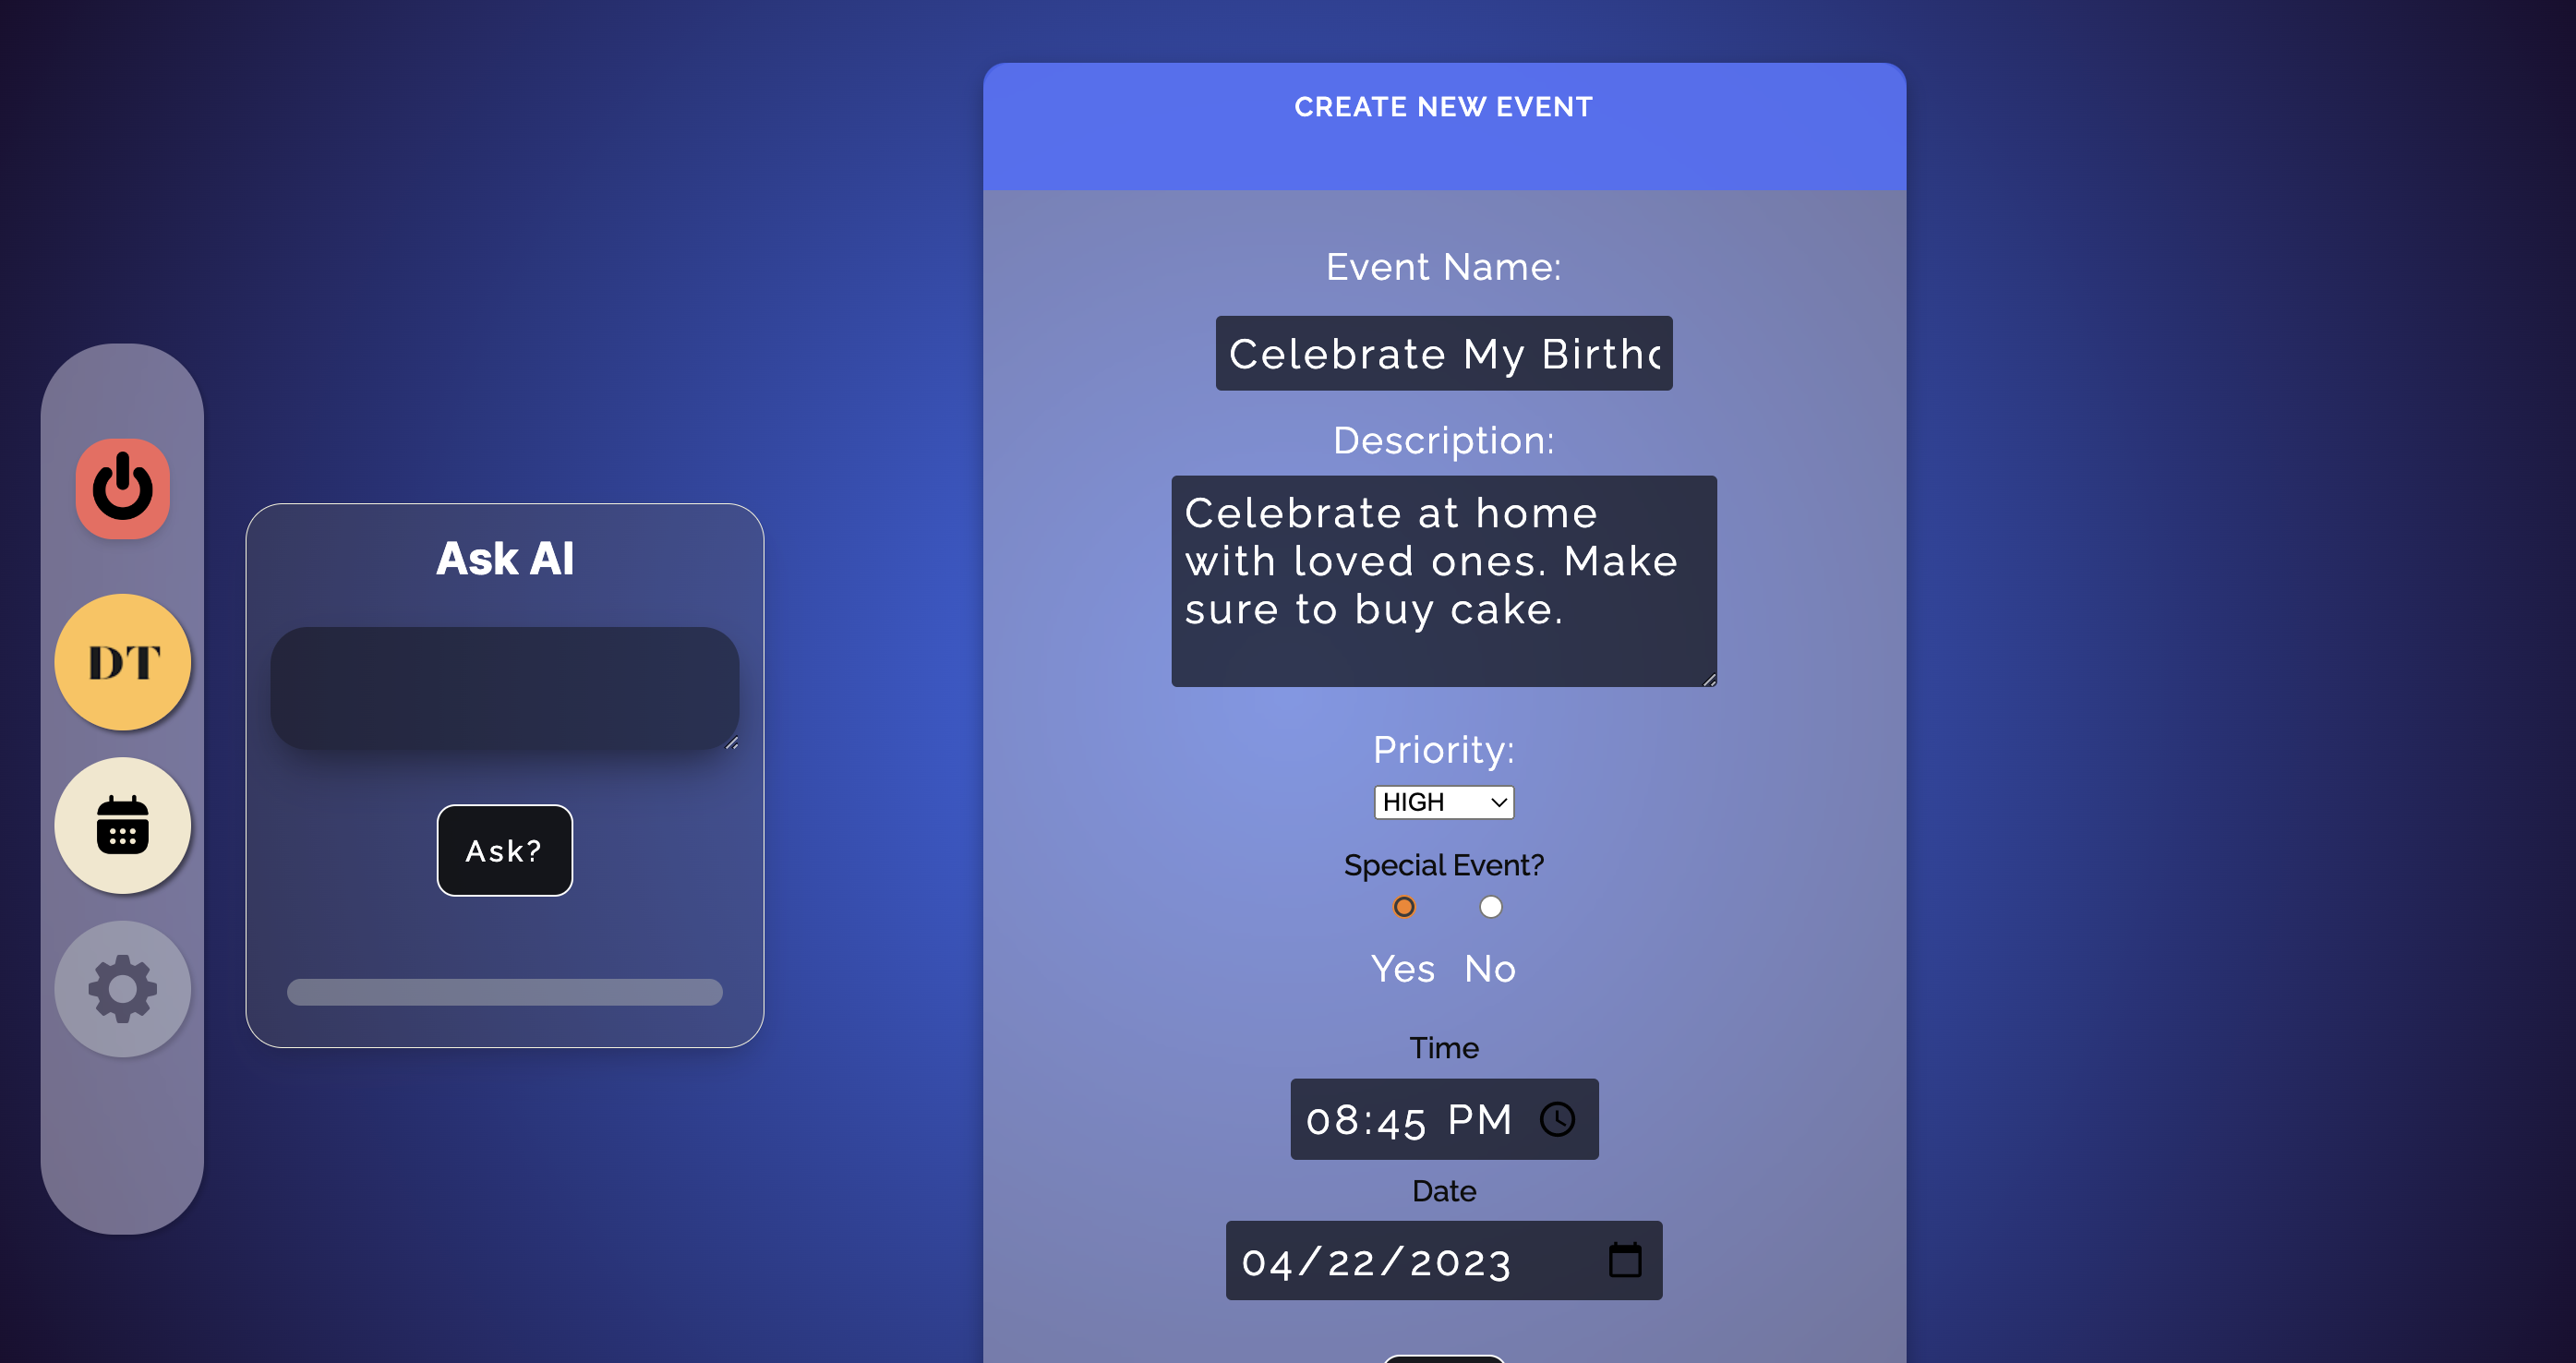 CREATE NEW EVENT
Event Name:
Celebrate My
Description:
Celebrate at home
with loved ones. Make
sure to buy cake.
Priority:
HIGH
Special Event?
Yes No
Time
08:45 PM
Date
04/22/2023
DT
Ask AI
Ask?